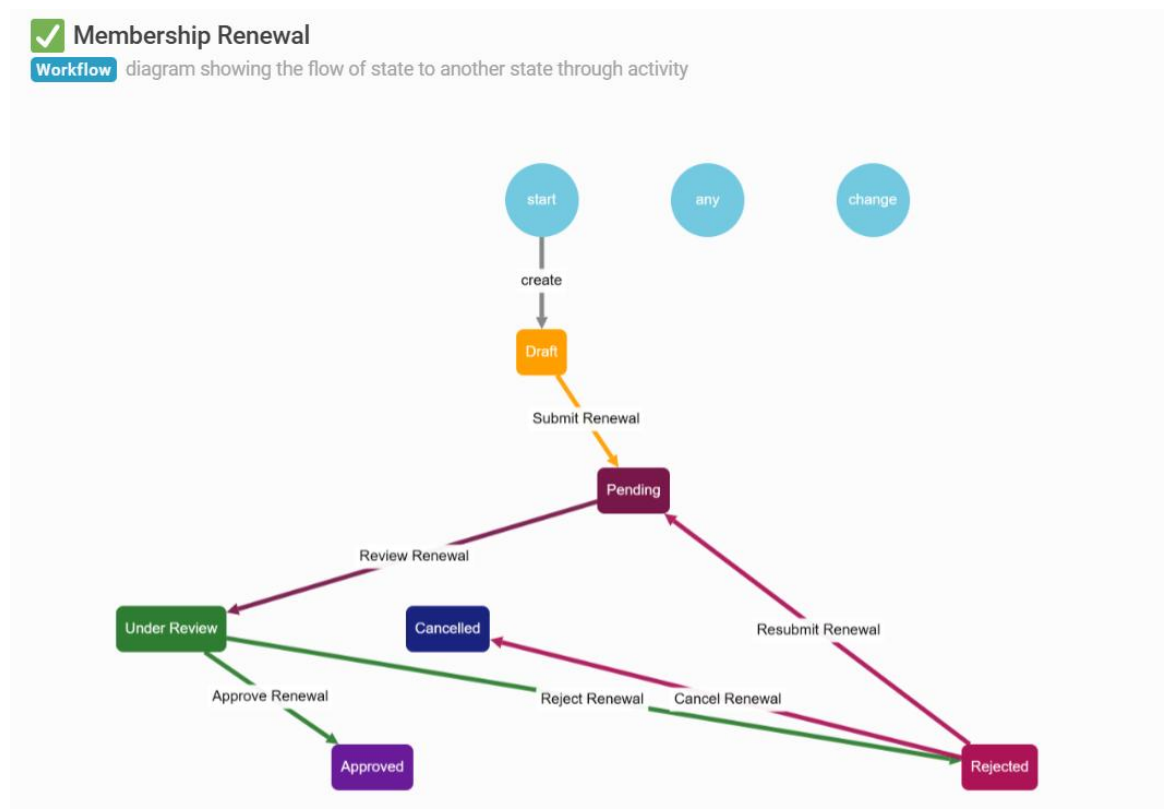 Membership Renewal
Workflow diagram showing the flow of state to another state through activity
start any change
create
Draft
Submit Renewal
Pending
Review Renewal
Under Review
Cancelled
Resubmit Renewal
Approve Renewal
Reject Renewal
Cancel Renewal
Approved
Rejected